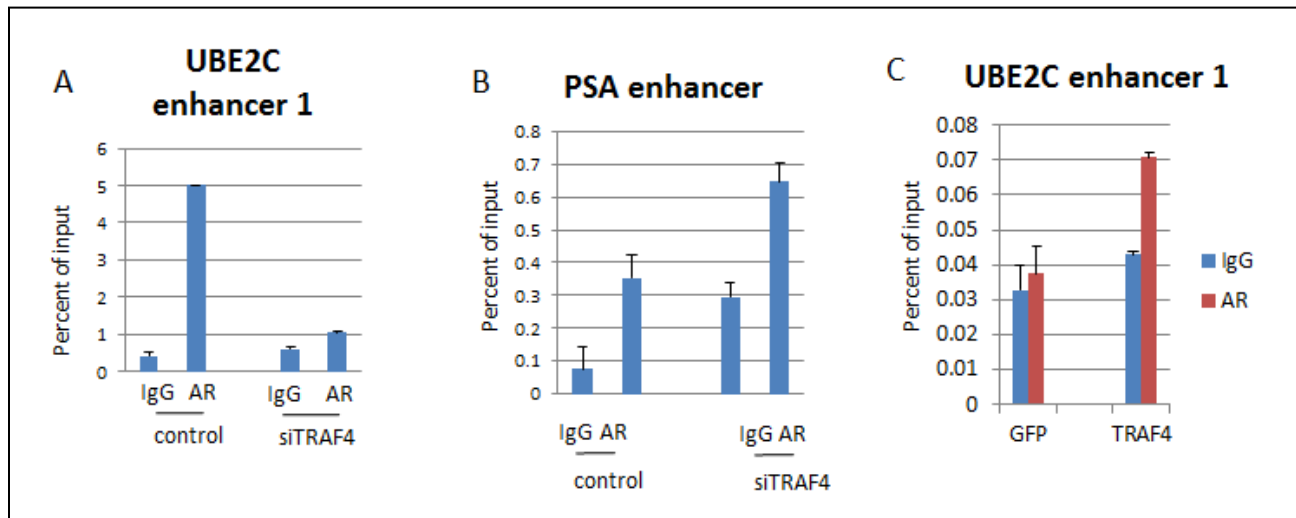 A
UBE2C
enhancer 1
Percent of input
6
5
4
3
2
1
0
IgG AR
IgG AR
control
siTRAF4
B
PSA enhancer
Percent of input
0.8
0.7
0.6
0.5
0.4
0.3
0.2
0.1
0
IgG AR
IgG AR
control
siTRAF4
C
UBE2C enhancer 1
Percent of input
0.08
0.07
0.06
0.05
0.04
0.03
0.02
0.01
0
GFP
TRAF4
IgG
AR